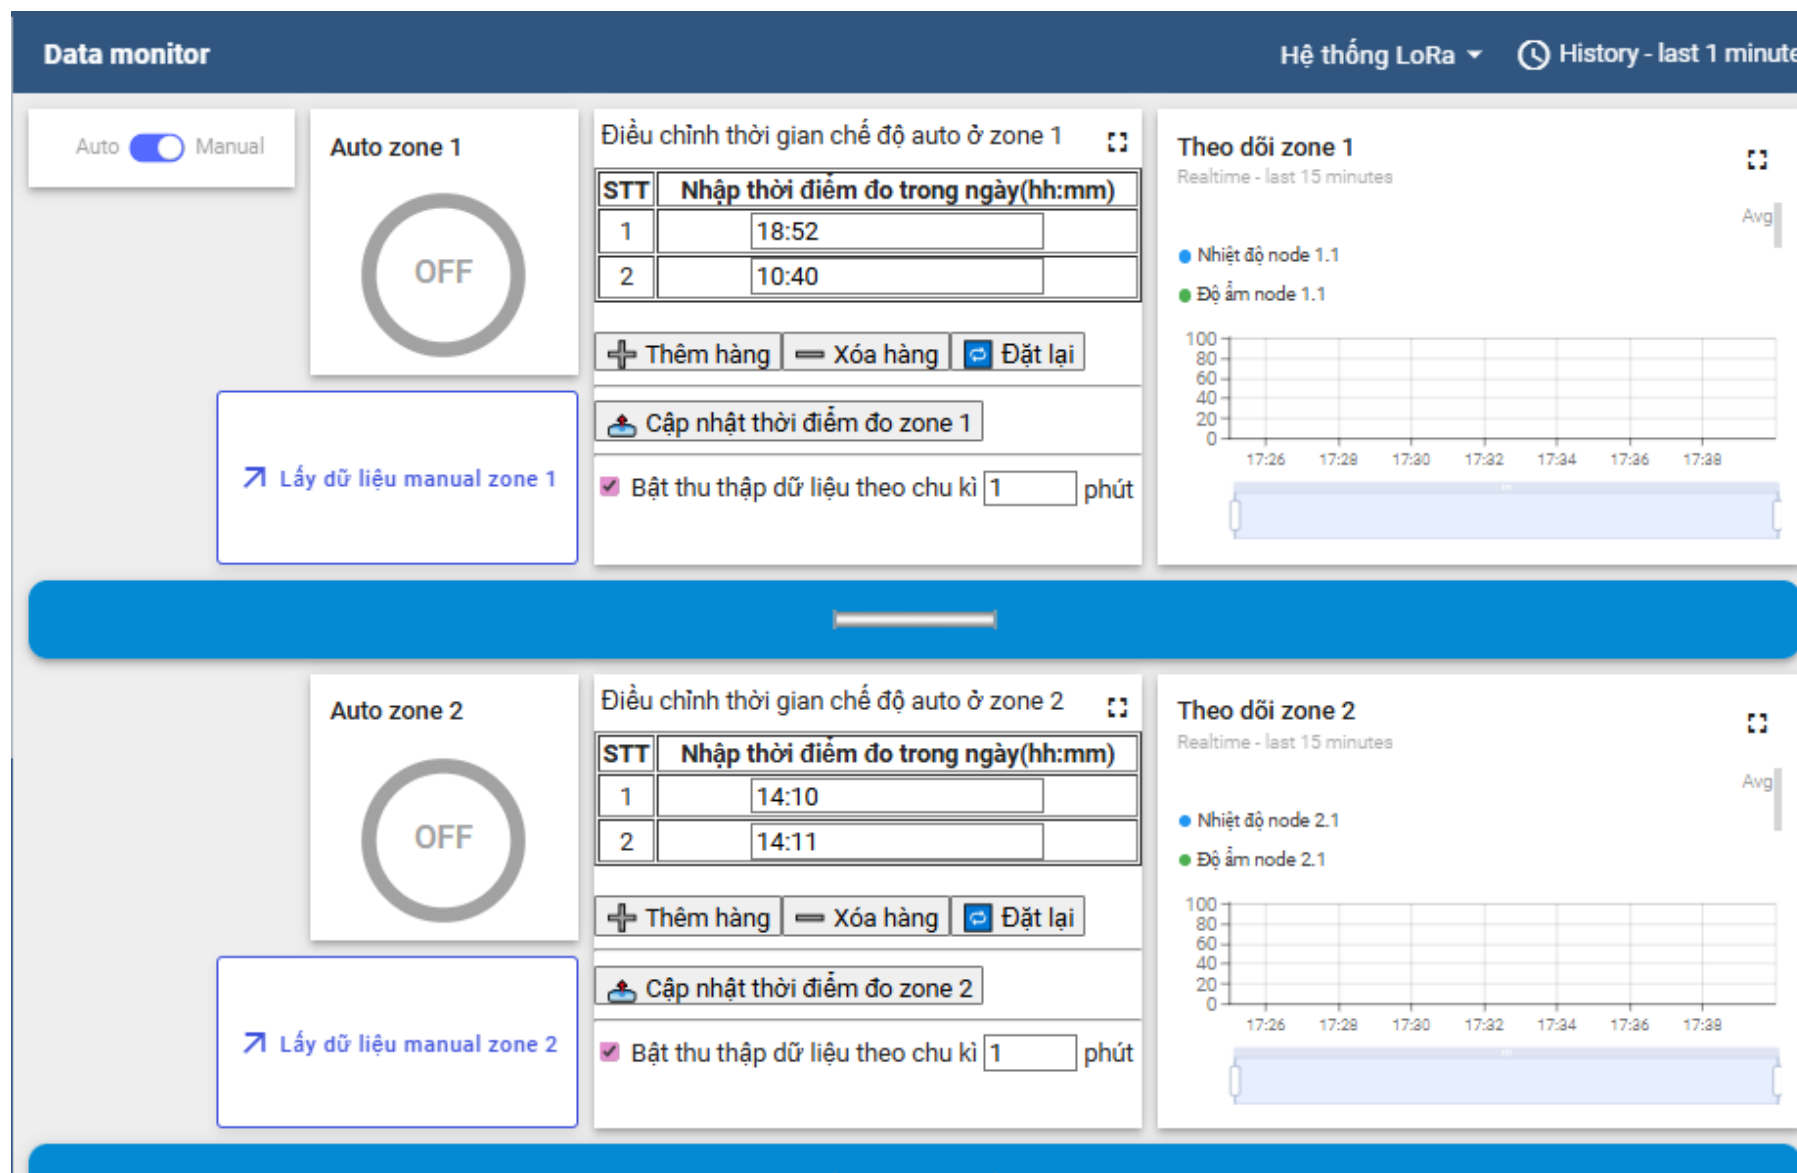 Data monitor
Hệ thống LoRa
History - last 1 minute
Auto Manual
Auto zone 1
OFF
Lấy dữ liệu manual zone 1
Điều chỉnh thời gian chế độ auto ở zone 1
STT Nhập thời điểm đo trong ngày(hh:mm)
1 18:52
2 10:40
Thêm hàng Xóa hàng Đặt lại
Cập nhật thời điểm đo zone 1
Bật thu thập dữ liệu theo chu kì 1 phút
Theo dõi zone 1
Realtime - last 15 minutes
Avg
Nhiệt độ node 1.1
Độ ẩm node 1.1
100
80
60
40
20
0
17:26 17:28 17:30 17:32 17:34 17:36 17:38
Auto zone 2
OFF
Lấy dữ liệu manual zone 2
Điều chỉnh thời gian chế độ auto ở zone 2
STT Nhập thời điểm đo trong ngày(hh:mm)
1 14:10
2 14:11
Thêm hàng Xóa hàng Đặt lại
Cập nhật thời điểm đo zone 2
Bật thu thập dữ liệu theo chu kì 1 phút
Theo dõi zone 2
Realtime - last 15 minutes
Avg
Nhiệt độ node 2.1
Độ ẩm node 2.1
100
80
60
40
20
0
17:26 17:28 17:30 17:32 17:34 17:36 17:38